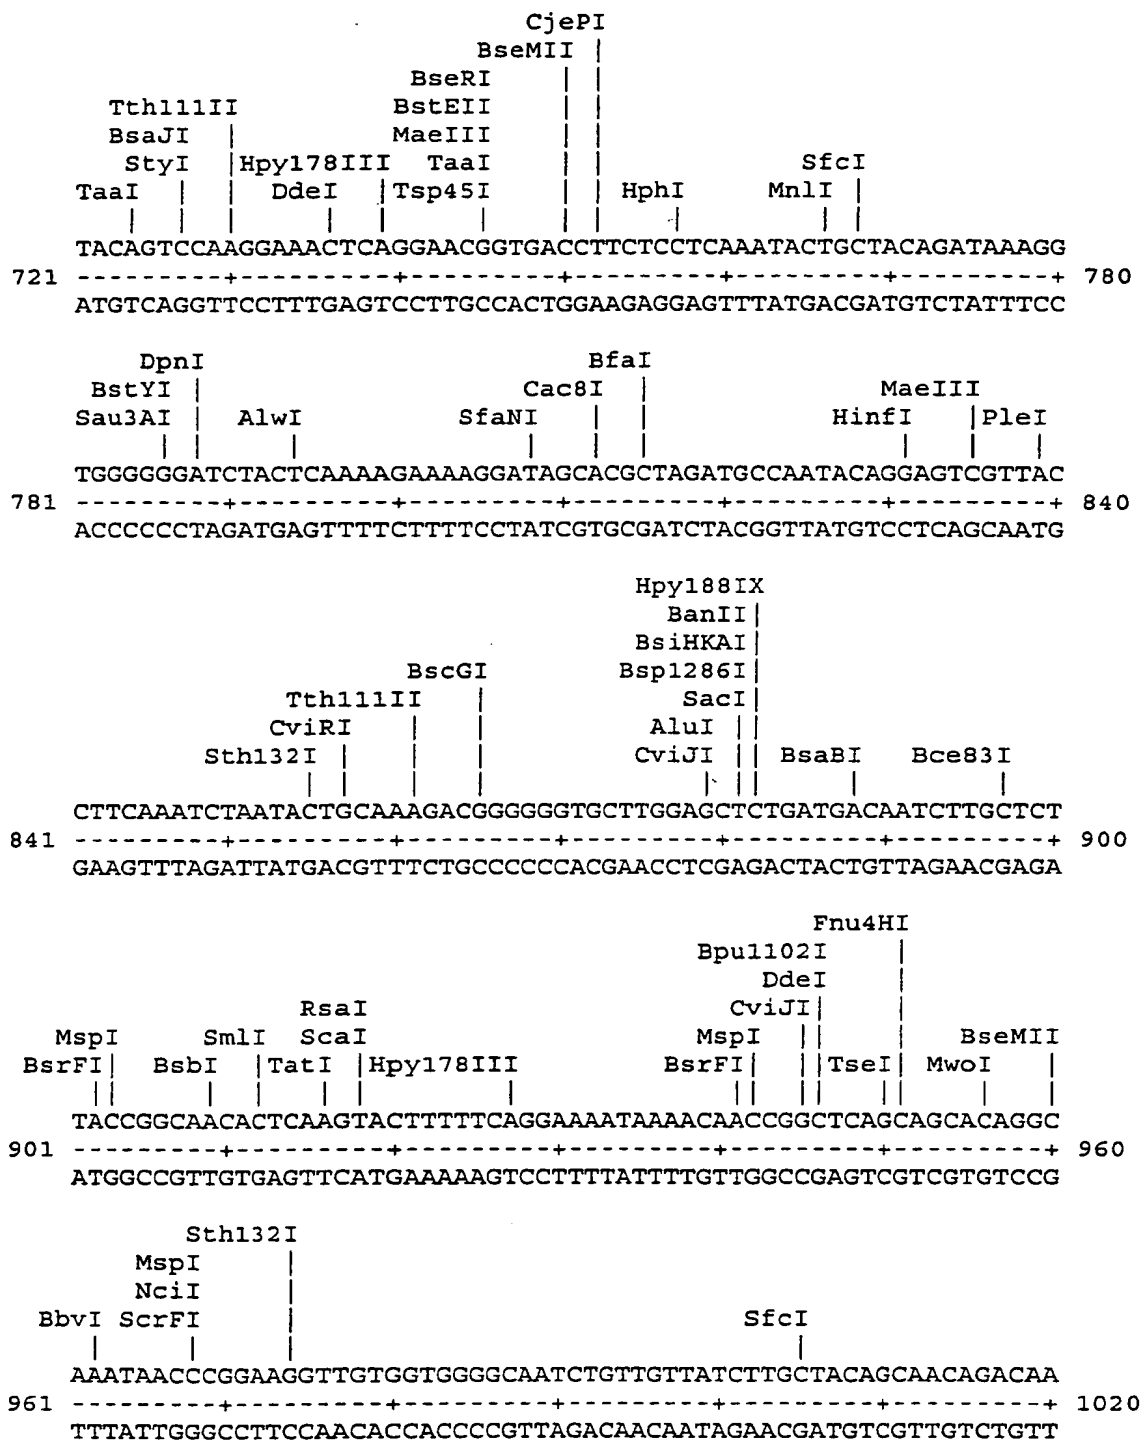 CjePI
BseMII |
BseRI | |
Tth111II BstEII | |
BsaJI | MaeIII | |
StyI | Hpy178III TaaI | | SfcI
TaaI | | DdeI | Tsp45I | | HphI MnlI |
TACAGTCCAAGGAAACTCAGGAACGGTGACCTTCTCCTCAAATACTGCTACAGATAAAGG
721 ---------+---------+---------+---------+---------+---------+ 780
ATGTCAGGTTCCTTTGAGTCCTTGCCACTGGAAGAGGAGTTTATGACGATGTCTATTTCC
DpnI BfaI
BstYI | Cac8I | MaeIII
Sau3AI | AlwI SfaNI | | HinfI | PleI
TGGGGGGATCTACTCAAAAGAAAAGGATAGCACGCTAGATGCCAATACAGGAGTCGTTAC
781 ---------+---------+---------+---------+---------+---------+ 840
ACCCCCCTAGATGAGTTTTCTTTTCCTATCGTGCGATCTACGGTTATGTCCTCAGCAATG
Hpy188IX
BanII |
BsiHKAI |
BscGI Bsp1286I |
Tth111II | SacI |
CviRI | | AluI | |
Sth132I | | | CviJI | | BsaBI Bce83I
CTTCAAATCTAATACTGCAAAGACGGGGGGTGCTTGGAGCTCTGATGACAATCTTGCTCT
841 ---------+---------+---------+---------+---------+---------+ 900
GAAGTTTAGATTATGACGTTTCTGCCCCCCACGAACCTCGAGACTACTGTTAGAACGAGA
Fnu4HI
Bpu1102I |
DdeI |
RsaI CviJI | |
MspI SmlI ScaI MspI | | | BseMII
BsrFI | BsbI | TatI | Hpy178III BsrFI | | | TseI | MwoI |
TACCGGCAACACTCAAGTACTTTTTCAGGAAAATAAAACAACCGGCTCAGCAGCACAGGC
901 ---------+---------+---------+---------+---------+---------+ 960
ATGGCCGTTGTGAGTTCATGAAAAAGTCCTTTTATTTTGTTGGCCGAGTCGTCGTGTCCG
Sth132I
MspI |
NciI |
BbvI ScrFI | SfcI
AAATAACCCGGAAGGTTGTGGTGGGGCAATCTGTTGTTATCTTGCTACAGCAACAGACAA
961 ---------+---------+---------+---------+---------+---------+ 1020
TTTATTGGGCCTTCCAACACCACCCCGTTAGACAACAATAGAACGATGTCGTTGTCTGTT